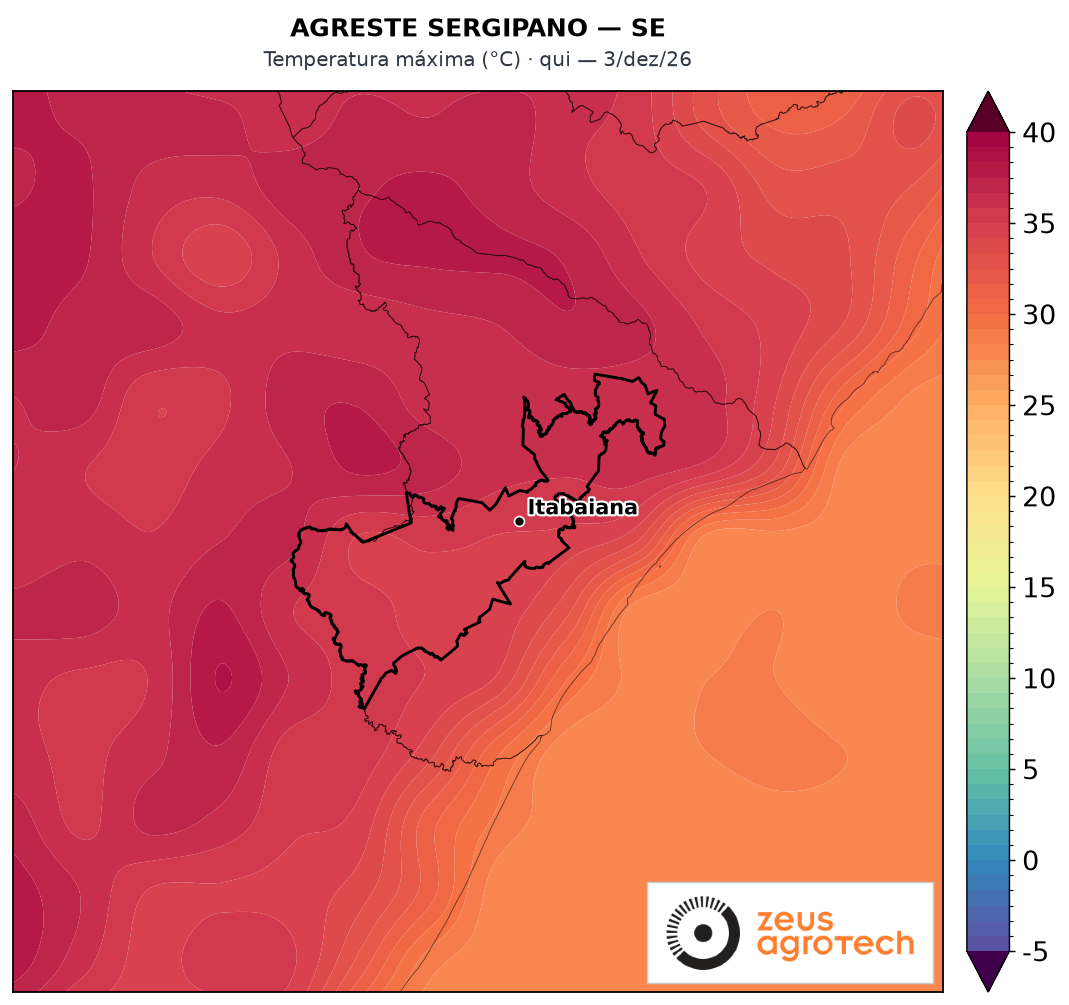 AGRESTE SERGIPANO — SE
Temperatura máxima (°C) · qui — 3/dez/26
40
35
30
25
20
15
10
5
0
-5
Itabaiana
zeus
agrotech